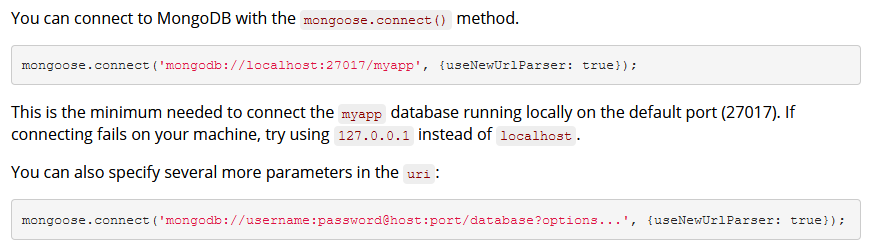 You can connect to MongoDB with the mongoose.connect() method.
mongoose.connect('mongodb://localhost:27017/myapp', {useNewUrlParser: true});
This is the minimum needed to connect the myapp database running locally on the default port (27017). If
connecting fails on your machine, try using 127.0.0.1 instead of localhost.
You can also specify several more parameters in the uri:
mongoose.connect('mongodb://username:password@host:port/database?options...', {useNewUrlParser: true});